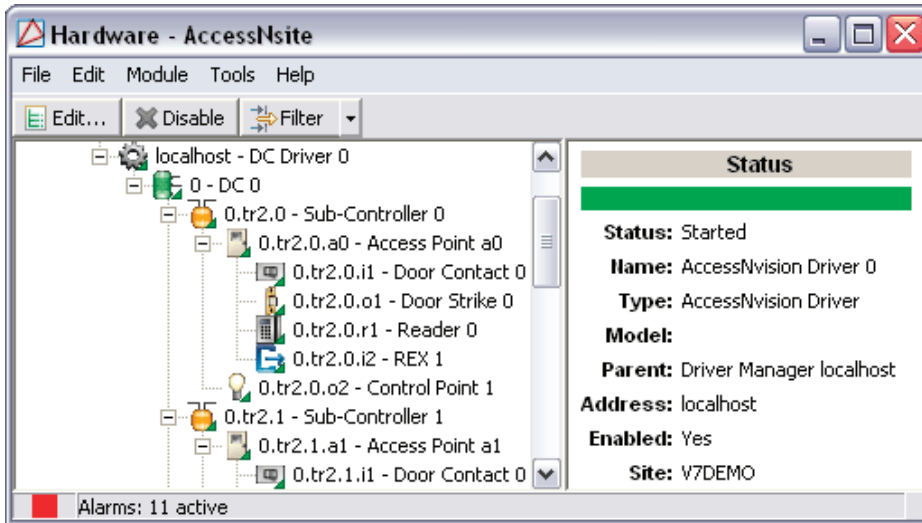 Hardware - AccessNsite
File Edit Module Tools Help
Edit... Disable Filter
localhost - DC Driver 0
0 - DC 0
0.tr2.0 - Sub-Controller 0
0.tr2.0.a0 - Access Point a0
0.tr2.0.i1 - Door Contact 0
0.tr2.0.o1 - Door Strike 0
0.tr2.0.r1 - Reader 0
0.tr2.0.i2 - REX 1
0.tr2.0.o2 - Control Point 1
0.tr2.1 - Sub-Controller 1
0.tr2.1.a1 - Access Point a1
0.tr2.1.i1 - Door Contact 0
Status
Status: Started
Name: AccessNvision Driver 0
Type: AccessNvision Driver
Model:
Parent: Driver Manager localhost
Address: localhost
Enabled: Yes
Site: V7DEMO
Alarms: 11 active